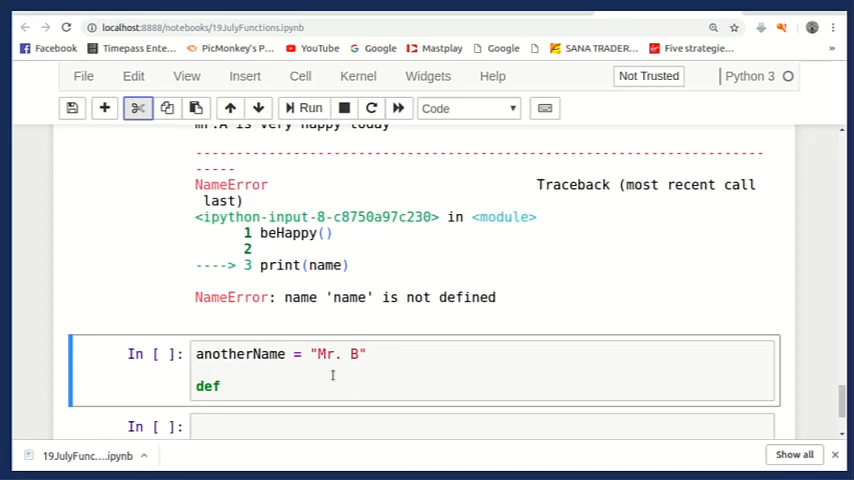 localhost:8888/notebooks/19JulyFunctions.ipynb
Facebook Timepass Ente... PicMonkey's P... YouTube Google Mastplay Google SANA TRADER... Five strategie... »
File Edit View Insert Cell Kernel Widgets Help Not Trusted Python 3
Run Code
mr.A is very happy today
---------------------------------------------------------------------------
NameError Traceback (most recent call
last)
<ipython-input-8-c8750a97c230> in <module>
1 beHappy()
2
----> 3 print(name)
NameError: name 'name' is not defined
In [ ]: anotherName = "Mr. B"
def
In [ ]:
19JulyFunc....ipynb Show all